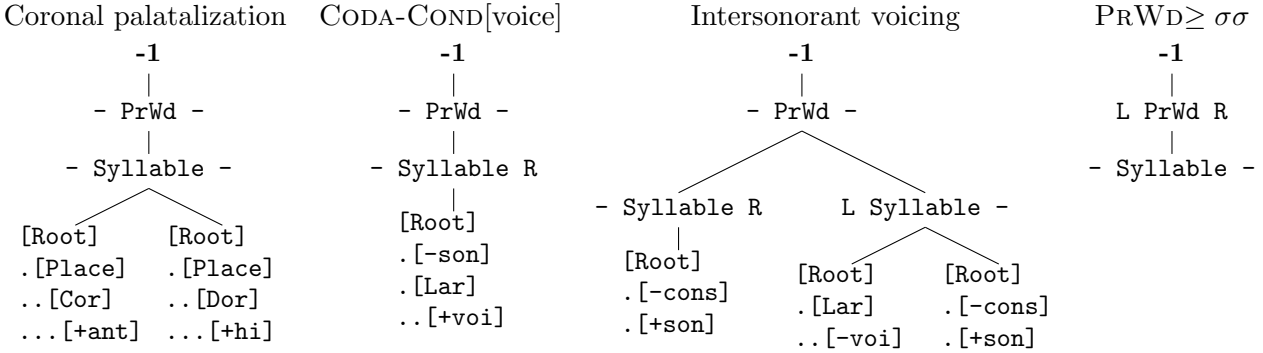 Coronal palatalization CODA-COND[voice] Intersonorant voicing PRWD≥ σσ
-1 -1 -1 -1
- PrWd - - PrWd - - PrWd - L PrWd R
- Syllable - - Syllable R - Syllable -
- Syllable R L Syllable -
[Root] [Root] [Root] [Root] [Root] [Root]
.[Place] .[Place] .[-son] .[-cons] .[Lar] .[-cons]
..[Cor] ..[Dor] .[Lar] .[+son] ..[-voi] .[+son]
...[+ant] ...[+hi] ..[+voi]